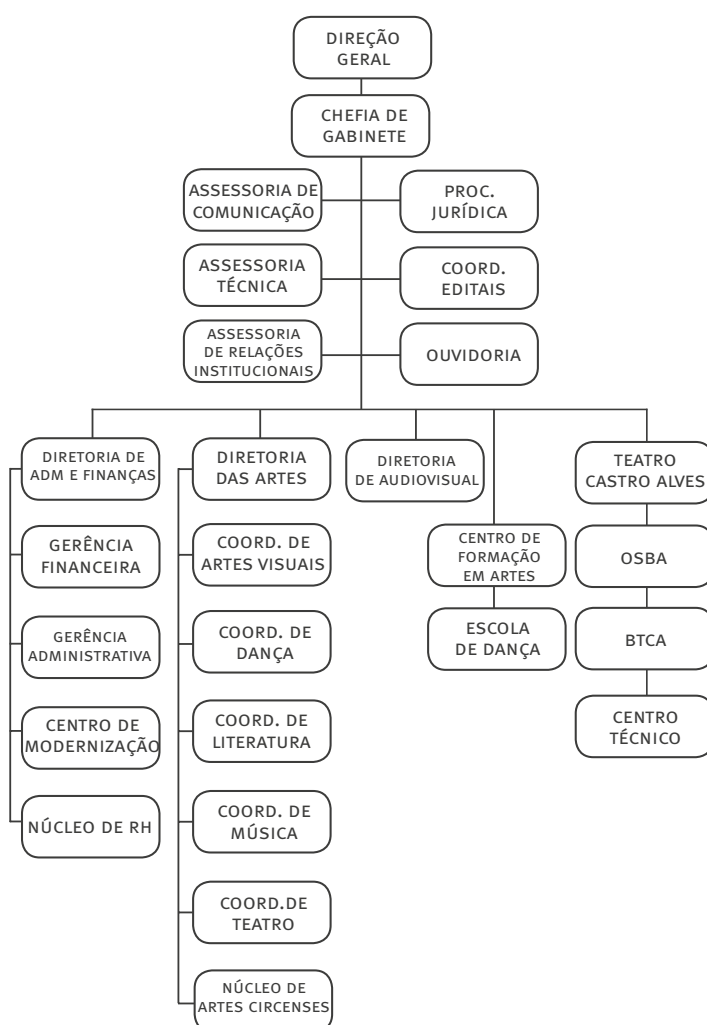 DIREÇÃO
GERAL
CHEFIA DE
GABINETE
ASSESSORIA DE
COMUNICAÇÃO
PROC.
JURÍDICA
ASSESSORIA
TÉCNICA
COORD.
EDITAIS
ASSESSORIA
DE RELAÇÕES
INSTITUCIONAIS
OUVIDORIA
DIRETORIA DE
ADM E FINANÇAS
GERÊNCIA
FINANCEIRA
GERÊNCIA
ADMINISTRATIVA
CENTRO DE
MODERNIZAÇÃO
NÚCLEO DE RH
DIRETORIA
DAS ARTES
COORD. DE
ARTES VISUAIS
COORD. DE
DANÇA
COORD. DE
LITERATURA
COORD. DE
MÚSICA
COORD.DE
TEATRO
NÚCLEO DE
ARTES CIRCENSES
DIRETORIA
DE AUDIOVISUAL
CENTRO DE
FORMAÇÃO
EM ARTES
ESCOLA
DE DANÇA
TEATRO
CASTRO ALVES
OSBA
BTCA
CENTRO
TÉCNICO